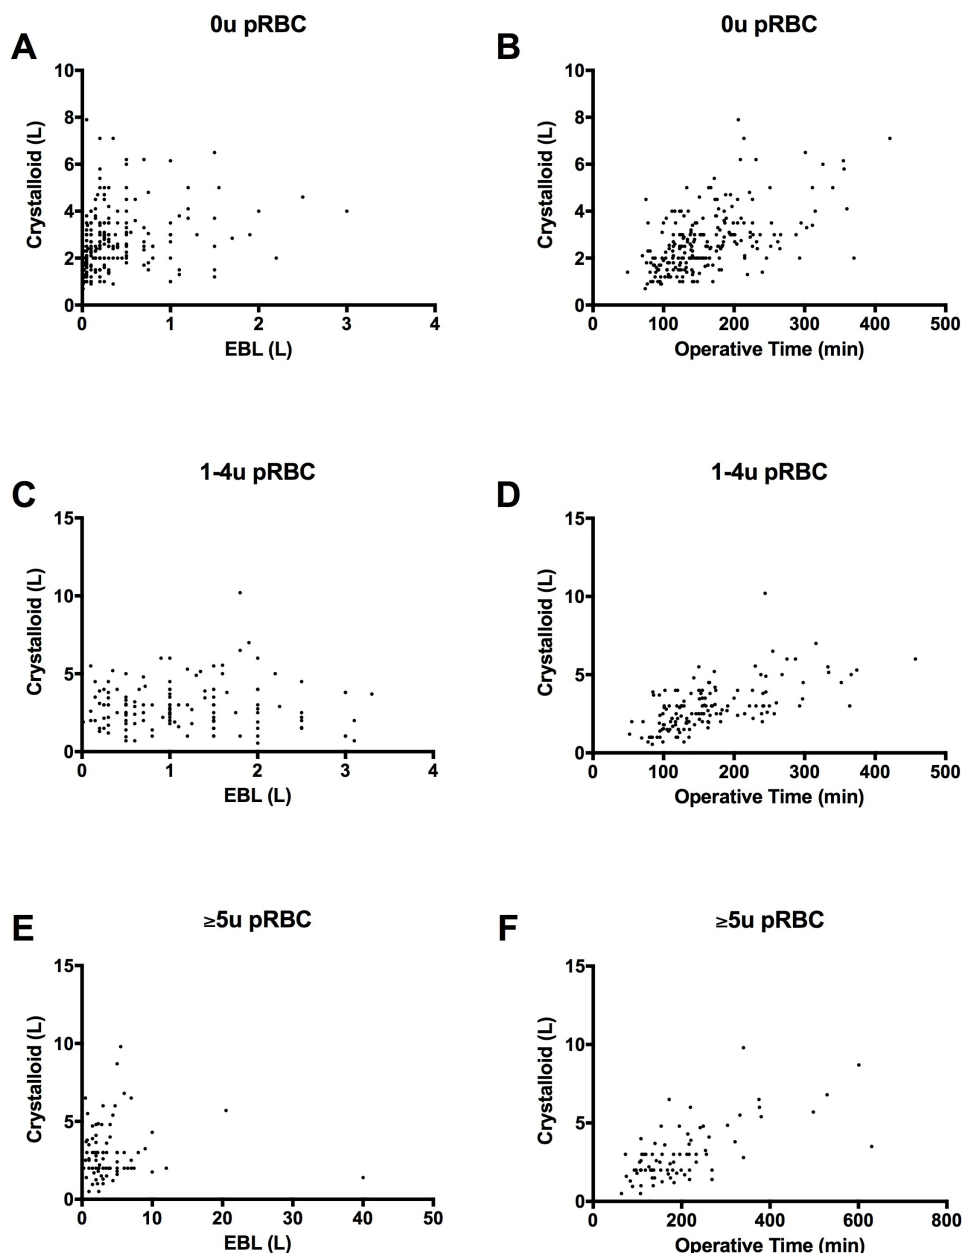 A
0u pRBC
Crystalloid (L)
10
8
6
4
2
0
0 1 2 3 4
EBL (L)
B
0u pRBC
Crystalloid (L)
10
8
6
4
2
0
0 100 200 300 400 500
Operative Time (min)
C
1-4u pRBC
Crystalloid (L)
15
10
5
0
0 1 2 3 4
EBL (L)
D
1-4u pRBC
Crystalloid (L)
15
10
5
0
0 100 200 300 400 500
Operative Time (min)
E
≥5u pRBC
Crystalloid (L)
15
10
5
0
0 10 20 30 40 50
EBL (L)
F
≥5u pRBC
Crystalloid (L)
15
10
5
0
0 200 400 600 800
Operative Time (min)